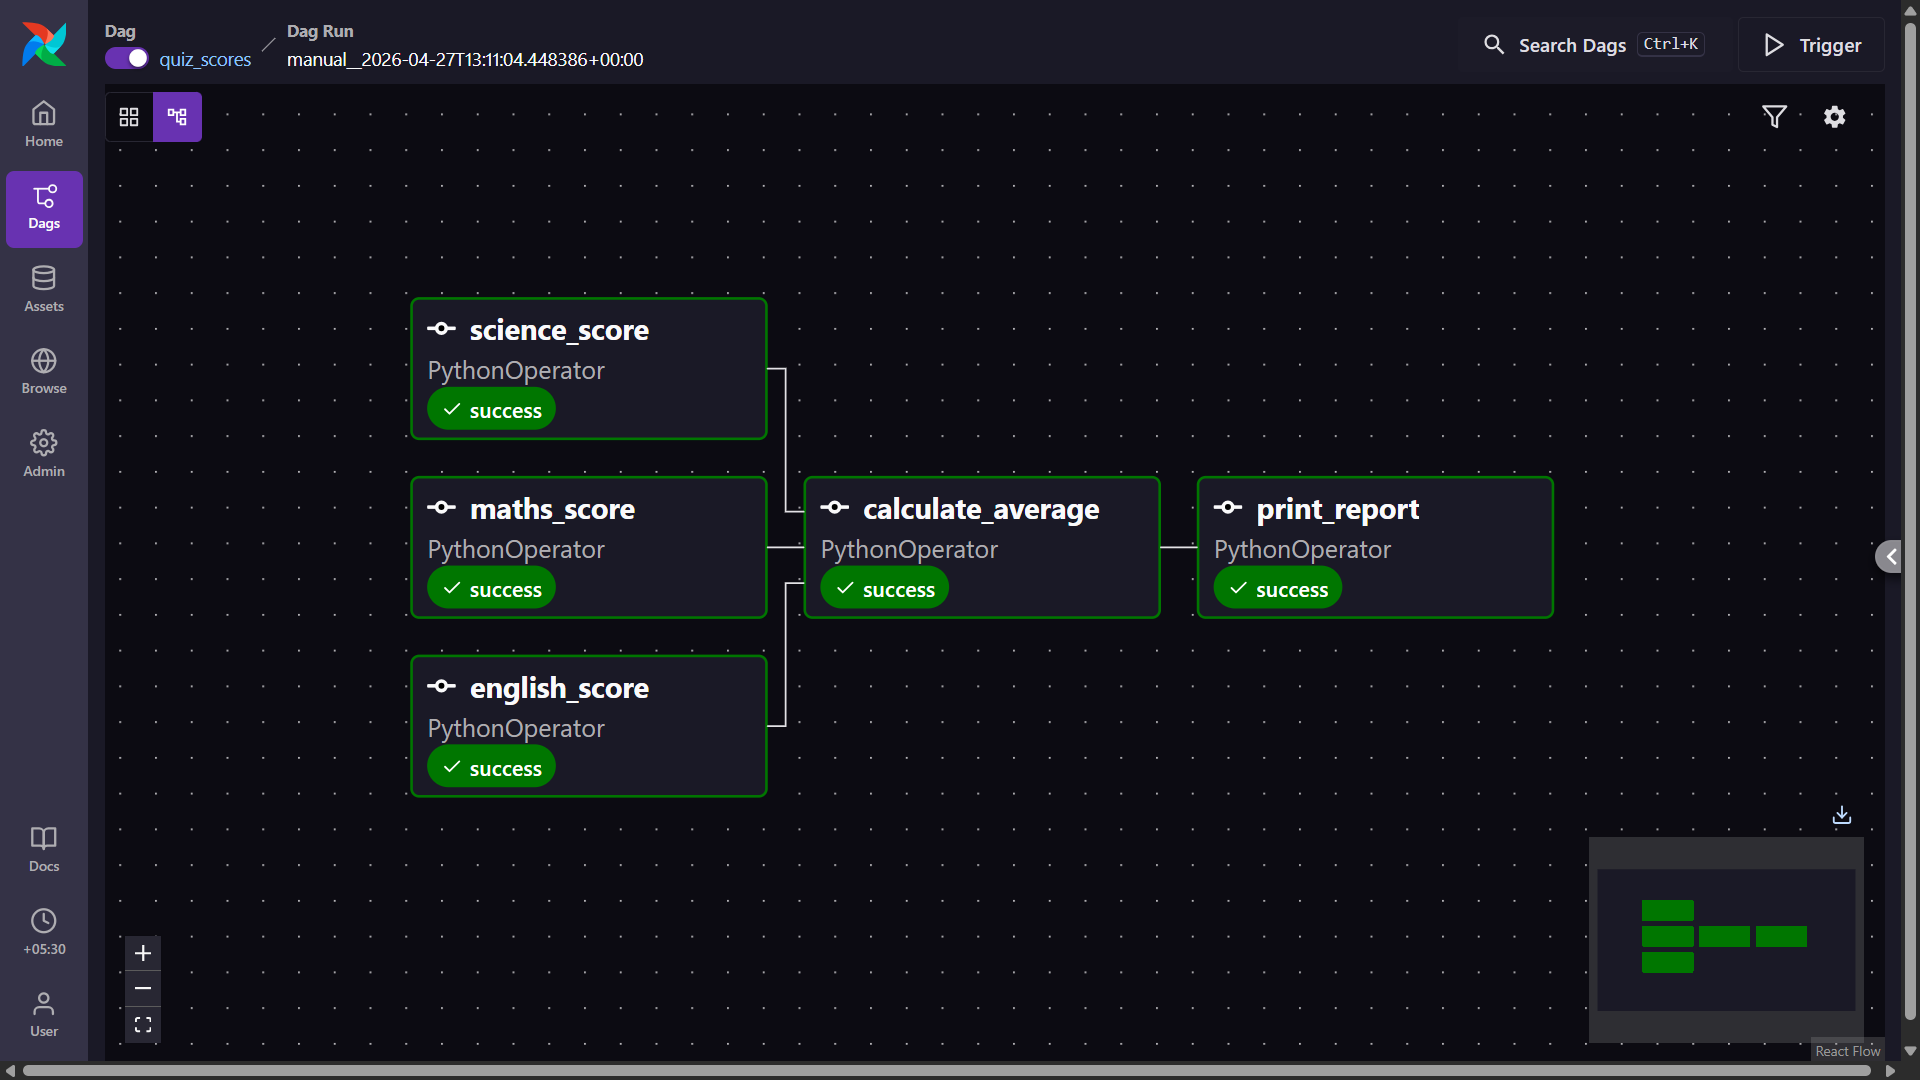 Dag
quiz_scores
Dag Run
manual__2026-04-27T13:11:04.448386+00:00
Search Dags Ctrl+K
Trigger
Home
Dags
Assets
Browse
Admin
Docs
+05:30
User
science_score
PythonOperator
success
maths_score
PythonOperator
success
english_score
PythonOperator
success
calculate_average
PythonOperator
success
print_report
PythonOperator
success
React Flow